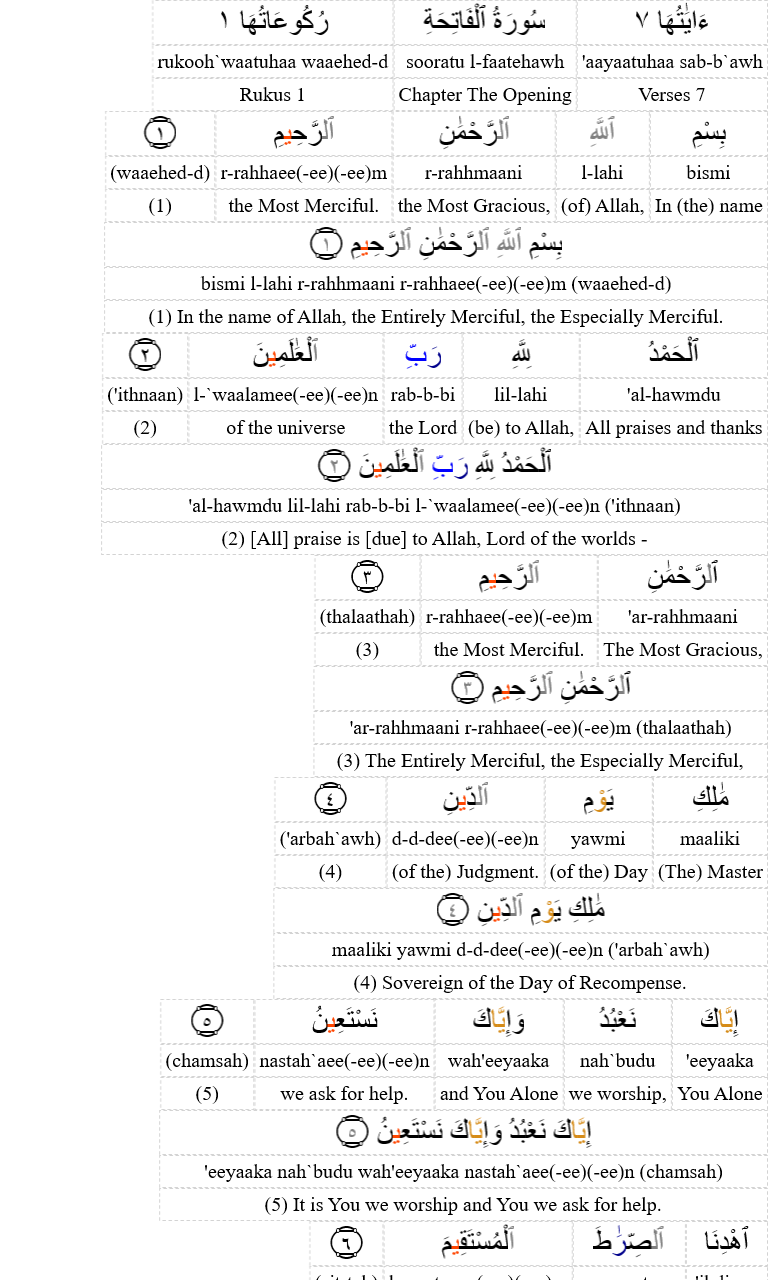 ءَايَٰتُهَا ٧ سُورَةُ ٱلْفَاتِحَةِ رُكُوعَاتُهَا ١
rukooh`waatuhaa waaehed-d sooratu l-faatehawh 'aayaatuhaa sab-b`awh
Rukus 1 Chapter The Opening Verses 7
بِسْمِ ٱللَّهِ ٱلرَّحْمَٰنِ ٱلرَّحِيمِ ١
(waaehed-d) r-rahhaee(-ee)(-ee)m r-rahhmaani l-lahi bismi
(1) the Most Merciful. the Most Gracious, (of) Allah, In (the) name
بِسْمِ ٱللَّهِ ٱلرَّحْمَٰنِ ٱلرَّحِيمِ ١
bismi l-lahi r-rahhmaani r-rahhaee(-ee)(-ee)m (waaehed-d)
(1) In the name of Allah, the Entirely Merciful, the Especially Merciful.
ٱلْحَمْدُ لِلَّهِ رَبِّ ٱلْعَٰلَمِينَ ٢
('ithnaan) l-`waalamee(-ee)(-ee)n rab-b-bi lil-lahi 'al-hawmdu
(2) of the universe the Lord (be) to Allah, All praises and thanks
ٱلْحَمْدُ لِلَّهِ رَبِّ ٱلْعَٰلَمِينَ ٢
'al-hawmdu lil-lahi rab-b-bi l-`waalamee(-ee)(-ee)n ('ithnaan)
(2) [All] praise is [due] to Allah, Lord of the worlds -
ٱلرَّحْمَٰنِ ٱلرَّحِيمِ ٣
(thalaathah) r-rahhaee(-ee)(-ee)m 'ar-rahhmaani
(3) the Most Merciful. The Most Gracious,
ٱلرَّحْمَٰنِ ٱلرَّحِيمِ ٣
'ar-rahhmaani r-rahhaee(-ee)(-ee)m (thalaathah)
(3) The Entirely Merciful, the Especially Merciful,
مَٰلِكِ يَوْمِ ٱلدِّينِ ٤
('arbah`awh) d-d-dee(-ee)(-ee)n yawmi maaliki
(4) (of the) Judgment. (of the) Day (The) Master
مَٰلِكِ يَوْمِ ٱلدِّينِ ٤
maaliki yawmi d-d-dee(-ee)(-ee)n ('arbah`awh)
(4) Sovereign of the Day of Recompense.
إِيَّاكَ نَعْبُدُ وَإِيَّاكَ نَسْتَعِينُ ٥
(chamsah) nastah`aee(-ee)(-ee)n wah'eeyaaka nah`budu 'eeyaaka
(5) we ask for help. and You Alone we worship, You Alone
إِيَّاكَ نَعْبُدُ وَإِيَّاكَ نَسْتَعِينُ ٥
'eeyaaka nah`budu wah'eeyaaka nastah`aee(-ee)(-ee)n (chamsah)
(5) It is You we worship and You we ask for help.
ٱهْدِنَا ٱلصِّرَٰطَ ٱلْمُسْتَقِيمَ ٦